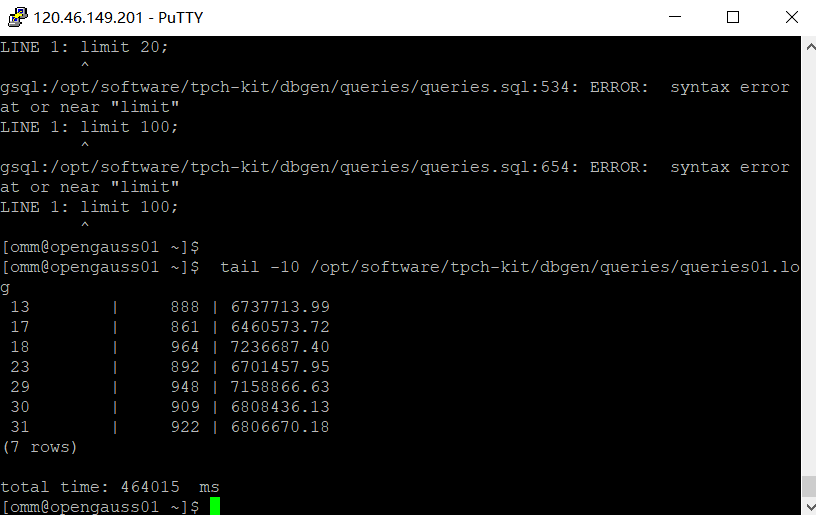 120.46.149.201 - PuTTY
LINE 1: limit 20;
^
gsql:/opt/software/tpch-kit/dbgen/queries/queries.sql:534: ERROR:  syntax error
at or near "limit"
LINE 1: limit 100;
^
gsql:/opt/software/tpch-kit/dbgen/queries/queries.sql:654: ERROR:  syntax error
at or near "limit"
LINE 1: limit 100;
^
[omm@opengauss01 ~]$
[omm@opengauss01 ~]$  tail -10 /opt/software/tpch-kit/dbgen/queries/queries01.lo
g
13        |     888 | 6737713.99
17        |     861 | 6460573.72
18        |     964 | 7236687.40
23        |     892 | 6701457.95
29        |     948 | 7158866.63
30        |     909 | 6808436.13
31        |     922 | 6806670.18
(7 rows)
total time: 464015  ms
[omm@opengauss01 ~]$